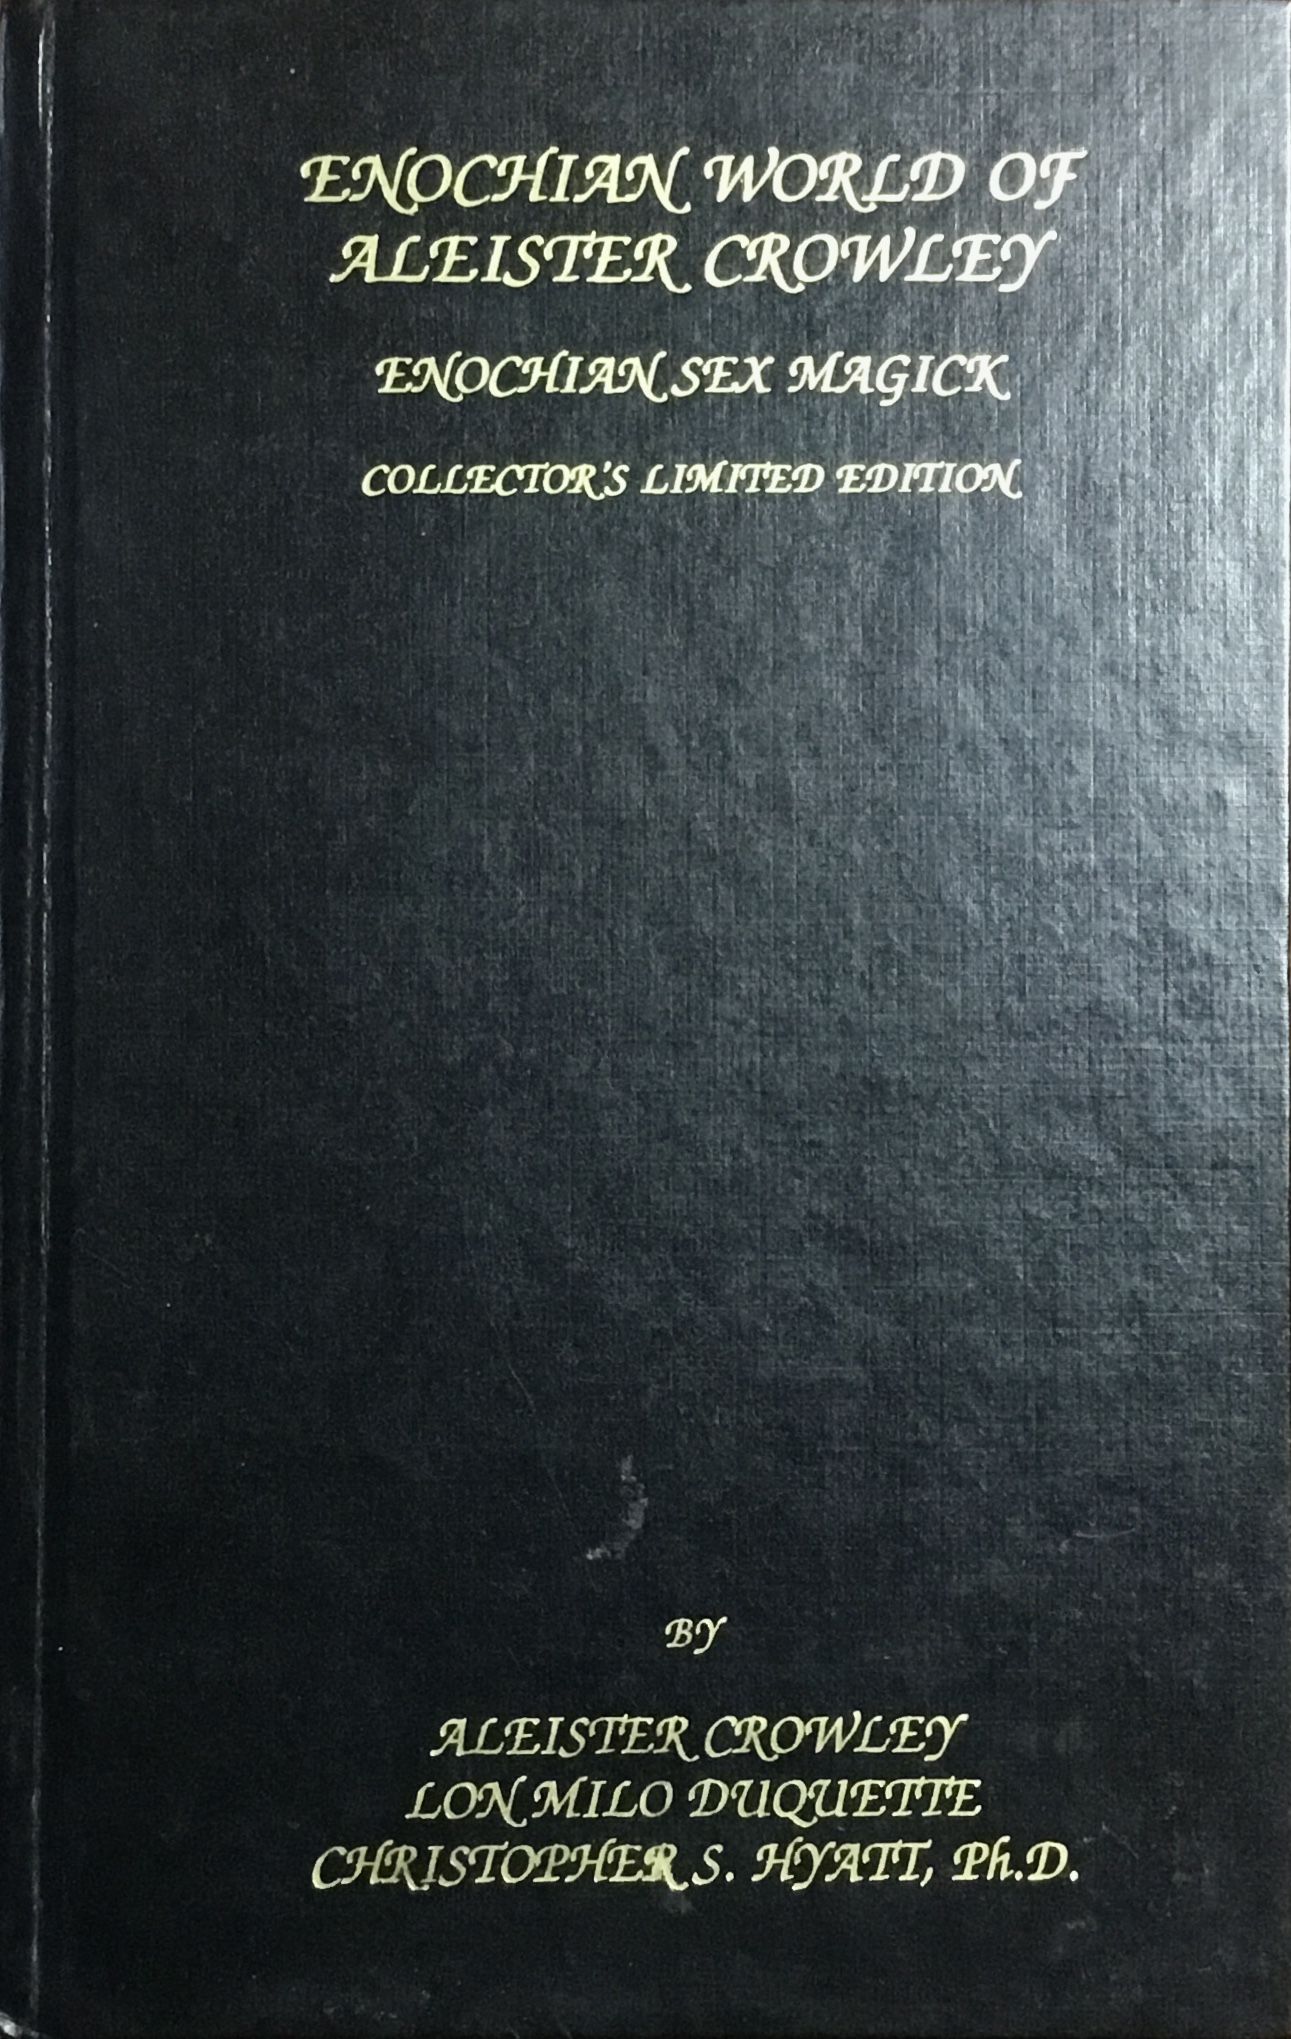 ENOCHIAN WORLD OF
ALEISTER CROWLEY
ENOCHIAN SEX MAGICK
COLLECTOR'S LIMITED EDITION
BY
ALEISTER CROWLEY
LON MILO DUQUETTE
CHRISTOPHER S. HYATT, Ph.D.